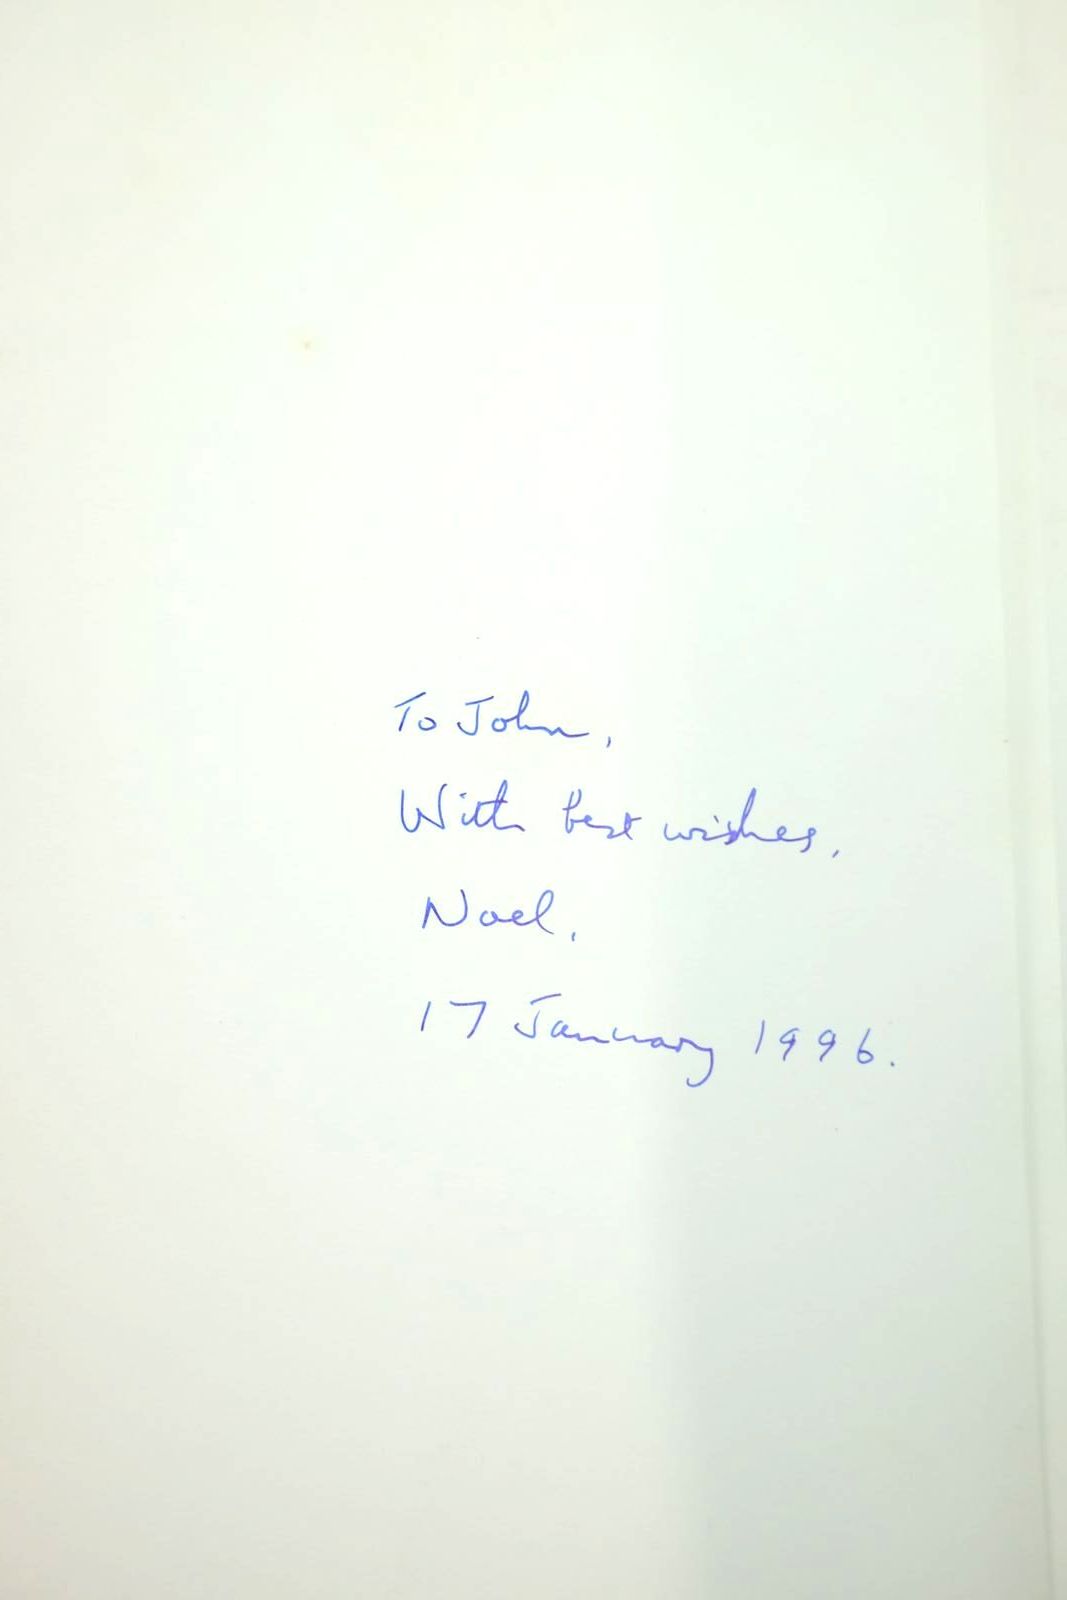 To John,
With best wishes,
Noel,
17 January 1996.